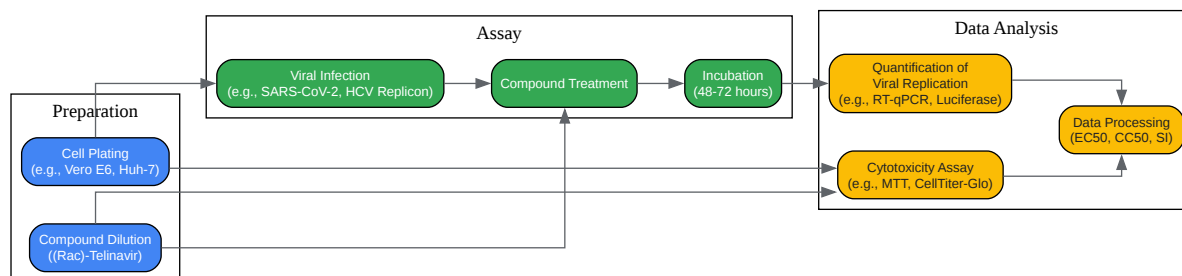 Preparation
Cell Plating
(e.g., Vero E6, Huh-7)
Compound Dilution
((Rac)-Telinavir)
Assay
Viral Infection
(e.g., SARS-CoV-2, HCV Replicon)
Compound Treatment
Incubation
(48-72 hours)
Data Analysis
Quantification of
Viral Replication
(e.g., RT-qPCR, Luciferase)
Cytotoxicity Assay
(e.g., MTT, CellTiter-Glo)
Data Processing
(EC50, CC50, SI)